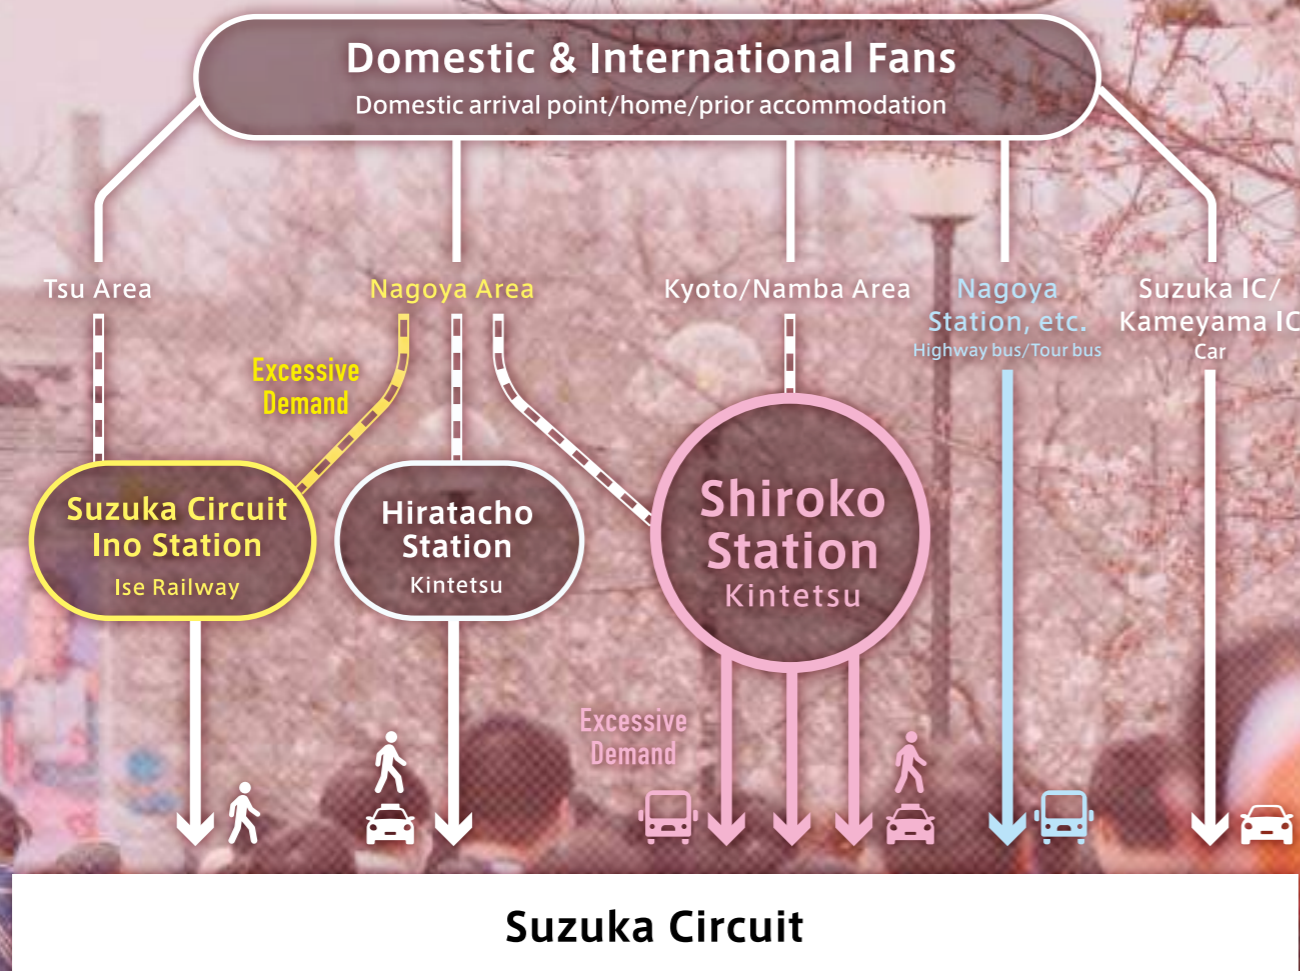 Domestic & International Fans
Domestic arrival point/home/prior accommodation
Tsu Area
Nagoya Area
Kyoto/Namba Area
Nagoya
Station, etc.
Highway bus/Tour bus
Suzuka IC/
Kameyama IC
Car
Excessive
Demand
Suzuka Circuit
Ino Station
Ise Railway
Hiratacho
Station
Kintetsu
Shiroko
Station
Kintetsu
Excessive
Demand
Suzuka Circuit